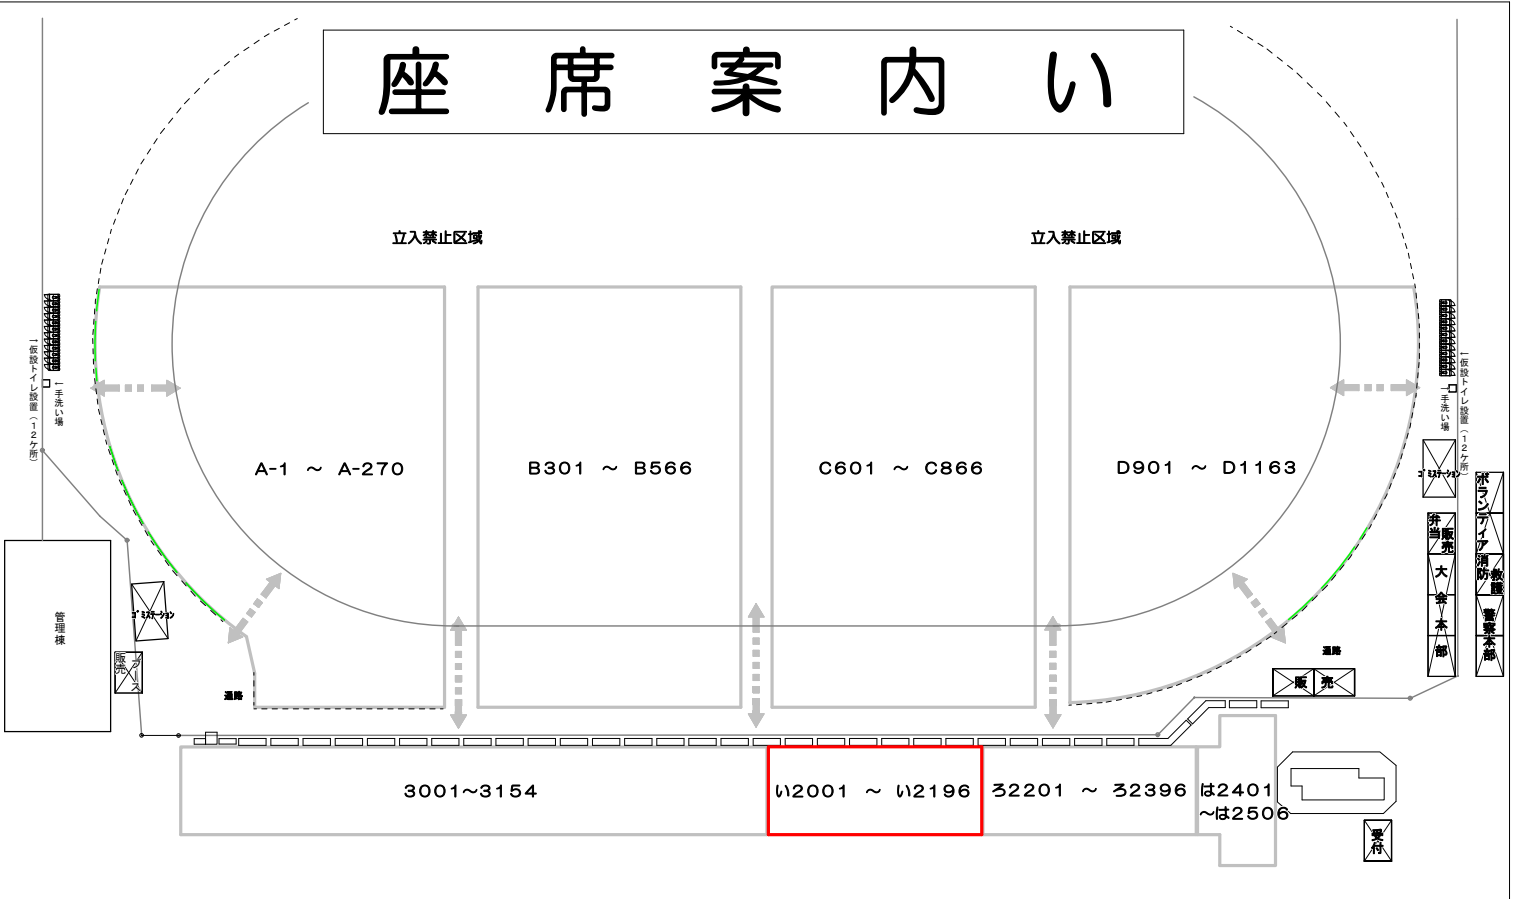 座席案内い
立入禁止区域
立入禁止区域
←仮設トイレ設置(12ケ所)
←手洗い場
←仮設トイレ設置(12ケ所)
←手洗い場
A-1 ～ A-270
B301 ～ B566
C601 ～ C866
D901 ～ D1163
ゴミステーション
ゴミステーション
ボランティア
弁当
販売
消防
救護
大会本部
警察本部
管理棟
販売
通路
通路
販売
3001～3154
い2001 ～ い2196
ろ2201 ～ ろ2396
は2401
～は2506
受付